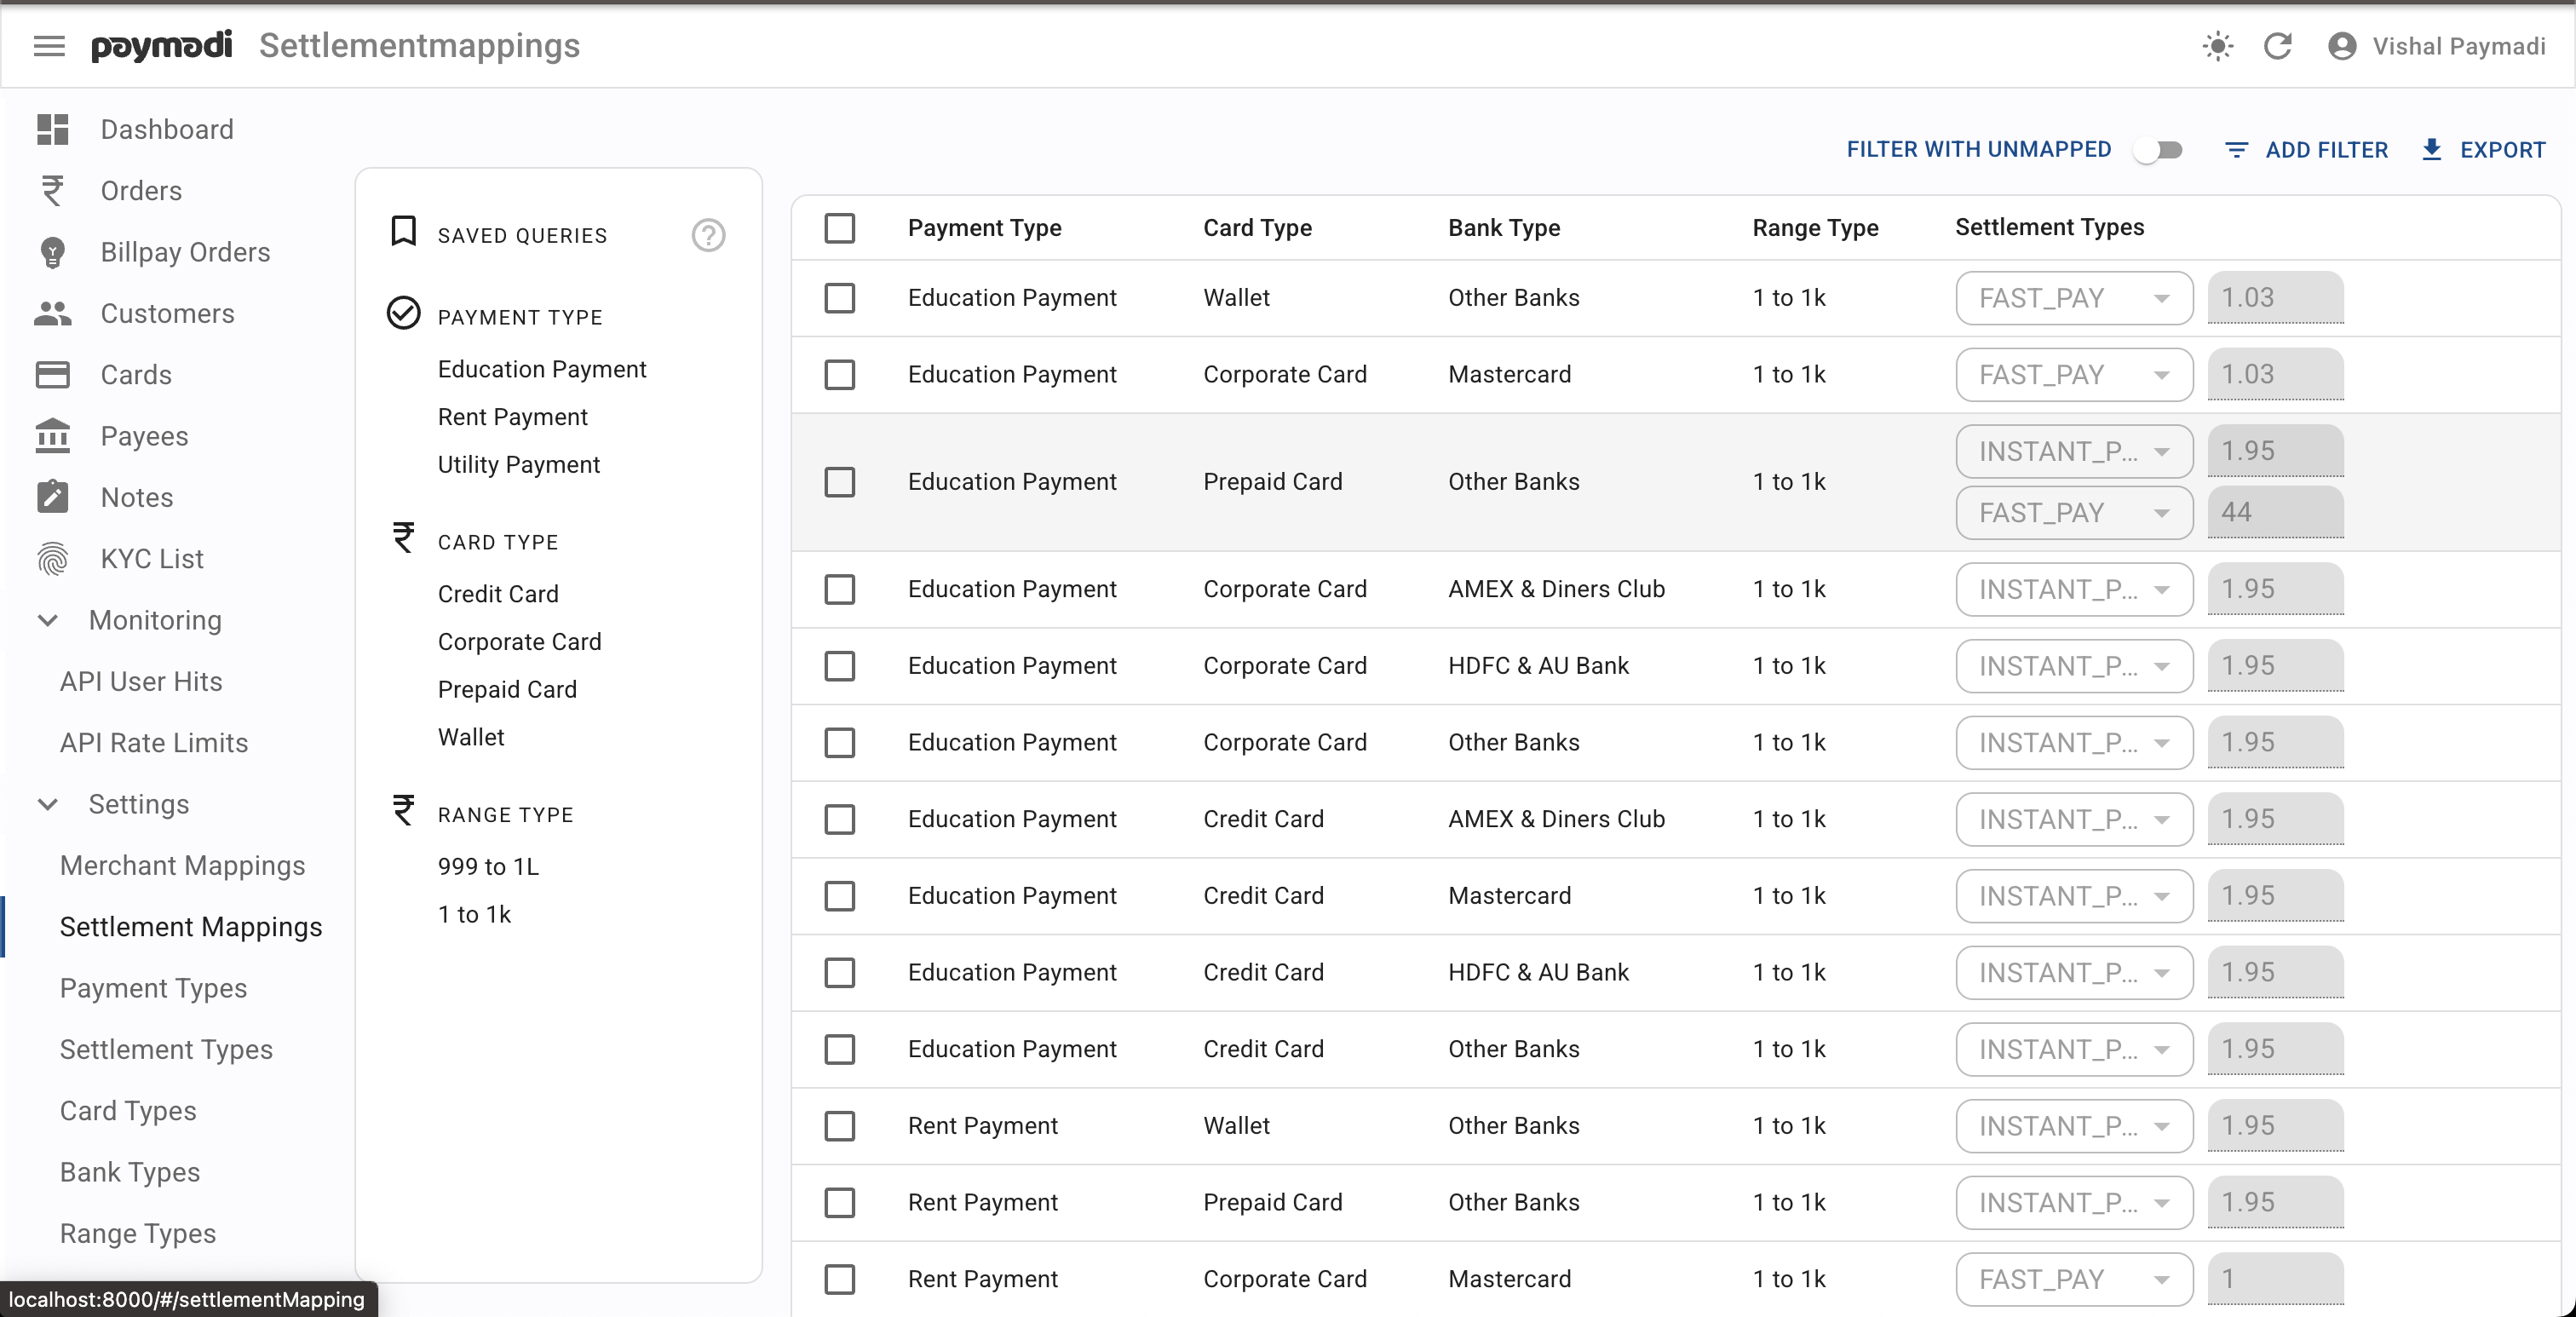 paymadi Settlementmappings
Vishal Paymadi
Dashboard
Orders
Billpay Orders
Customers
Cards
Payees
Notes
KYC List
Monitoring
API User Hits
API Rate Limits
Settings
Merchant Mappings
Settlement Mappings
Payment Types
Settlement Types
Card Types
Bank Types
Range Types
localhost:8000/#/settlementMapping
SAVED QUERIES
PAYMENT TYPE
Education Payment
Rent Payment
Utility Payment
CARD TYPE
Credit Card
Corporate Card
Prepaid Card
Wallet
RANGE TYPE
999 to 1L
1 to 1k
FILTER WITH UNMAPPED ADD FILTER EXPORT
Payment Type Card Type Bank Type Range Type Settlement Types
Education Payment Wallet Other Banks 1 to 1k FAST_PAY 1.03
Education Payment Corporate Card Mastercard 1 to 1k FAST_PAY 1.03
Education Payment Prepaid Card Other Banks 1 to 1k INSTANT_P... 1.95
FAST_PAY 44
Education Payment Corporate Card AMEX & Diners Club 1 to 1k INSTANT_P... 1.95
Education Payment Corporate Card HDFC & AU Bank 1 to 1k INSTANT_P... 1.95
Education Payment Corporate Card Other Banks 1 to 1k INSTANT_P... 1.95
Education Payment Credit Card AMEX & Diners Club 1 to 1k INSTANT_P... 1.95
Education Payment Credit Card Mastercard 1 to 1k INSTANT_P... 1.95
Education Payment Credit Card HDFC & AU Bank 1 to 1k INSTANT_P... 1.95
Education Payment Credit Card Other Banks 1 to 1k INSTANT_P... 1.95
Rent Payment Wallet Other Banks 1 to 1k INSTANT_P... 1.95
Rent Payment Prepaid Card Other Banks 1 to 1k INSTANT_P... 1.95
Rent Payment Corporate Card Mastercard 1 to 1k FAST_PAY 1